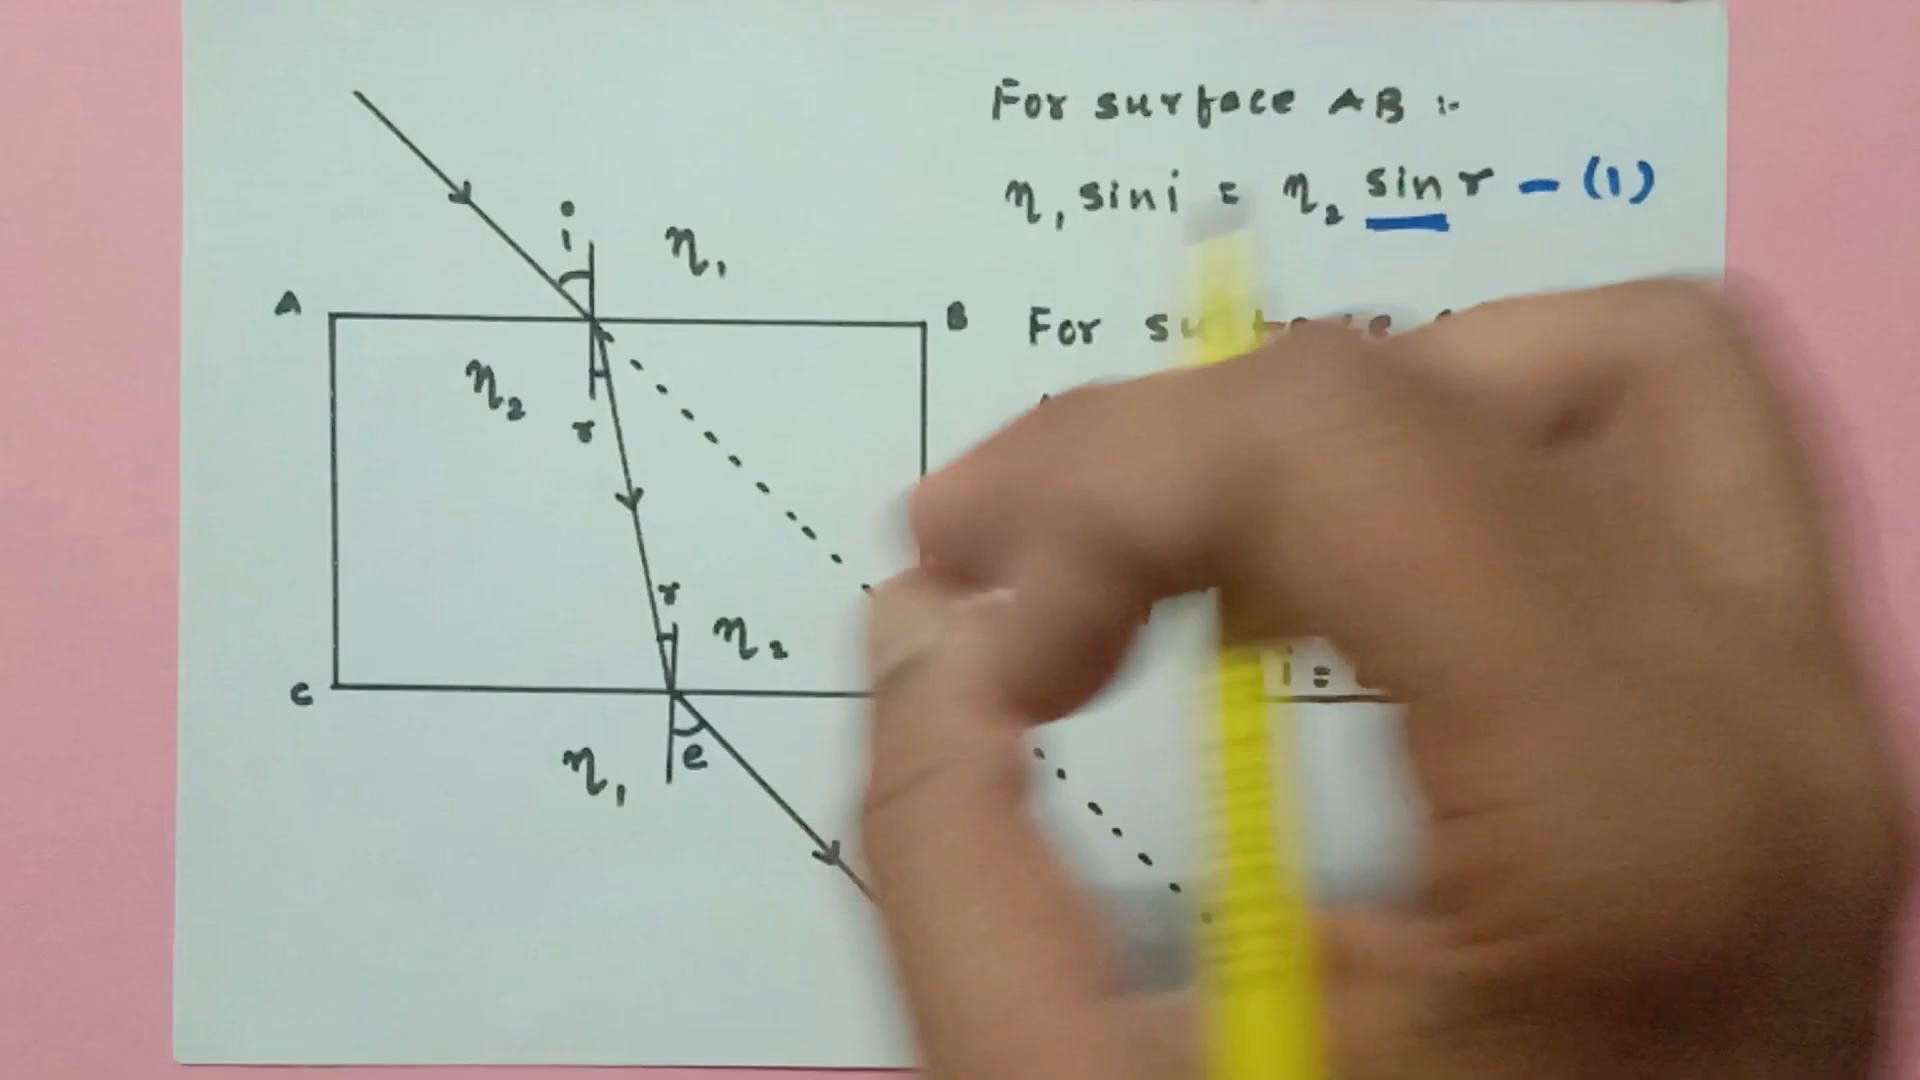 For surface AB :-
η₁ sin i = η₂ sin r - (1)
i
η₁
A
B
For
η₂
r
r
η₂
i =
C
η₁
e